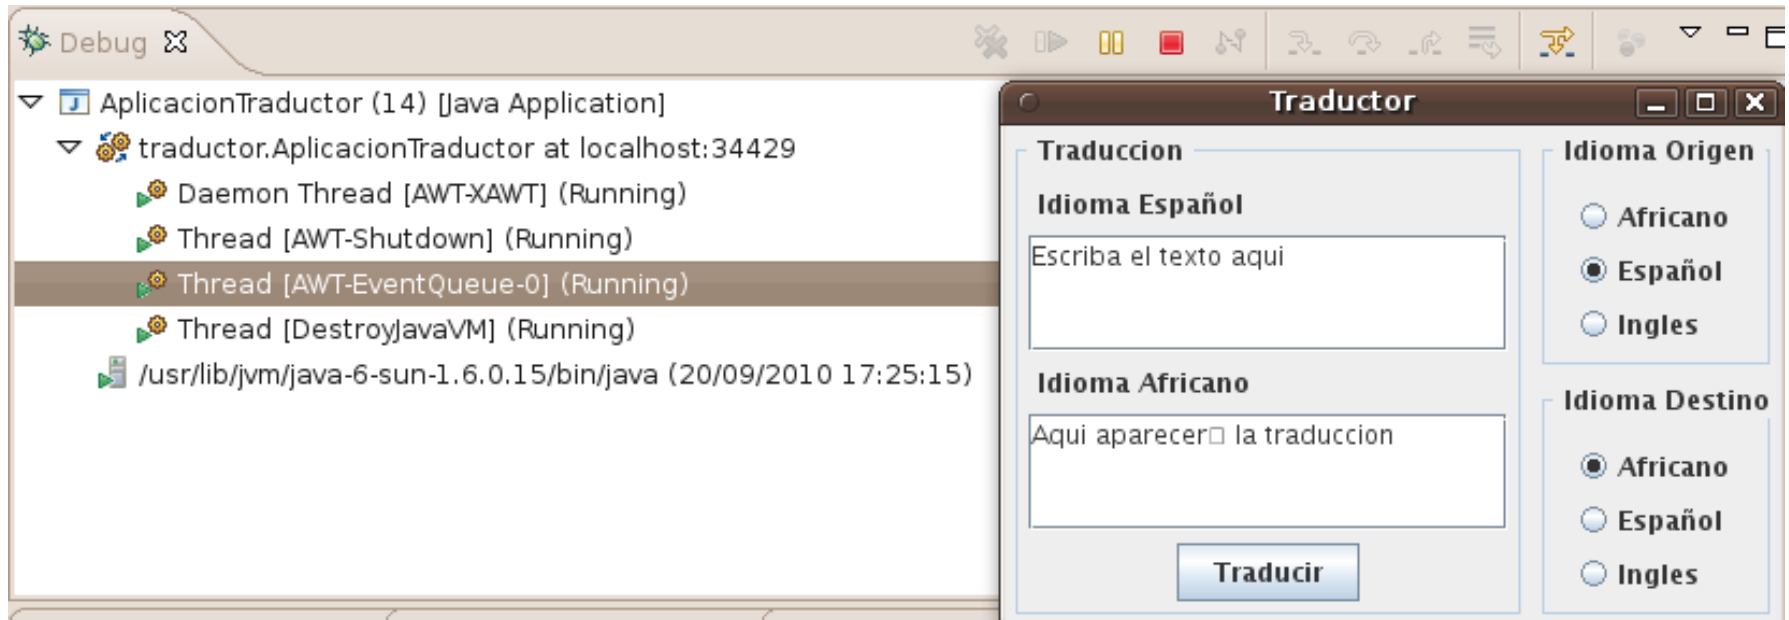 Debug
AplicacionTraductor (14) [Java Application]
traductor.AplicacionTraductor at localhost:34429
Daemon Thread [AWT-XAWT] (Running)
Thread [AWT-Shutdown] (Running)
Thread [AWT-EventQueue-0] (Running)
Thread [DestroyJavaVM] (Running)
/usr/lib/jvm/java-6-sun-1.6.0.15/bin/java (20/09/2010 17:25:15)
Traductor
Traduccion
Idioma Español
Escriba el texto aqui
Idioma Africano
Aqui aparecer□ la traduccion
Traducir
Idioma Origen
Africano
Español
Ingles
Idioma Destino
Africano
Español
Ingles